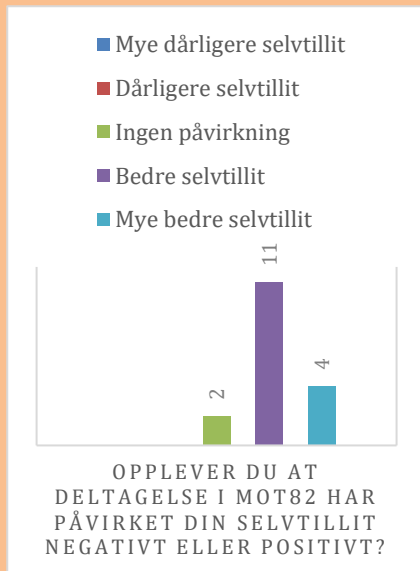 Mye dårligere selvtillit
Dårligere selvtillit
Ingen påvirkning
Bedre selvtillit
Mye bedre selvtillit
2
11
4
OPPLEVER DU AT
DELTAGELSE I MOT82 HAR
PÅVIRKET DIN SELVTILLIT
NEGATIVT ELLER POSITIVT?